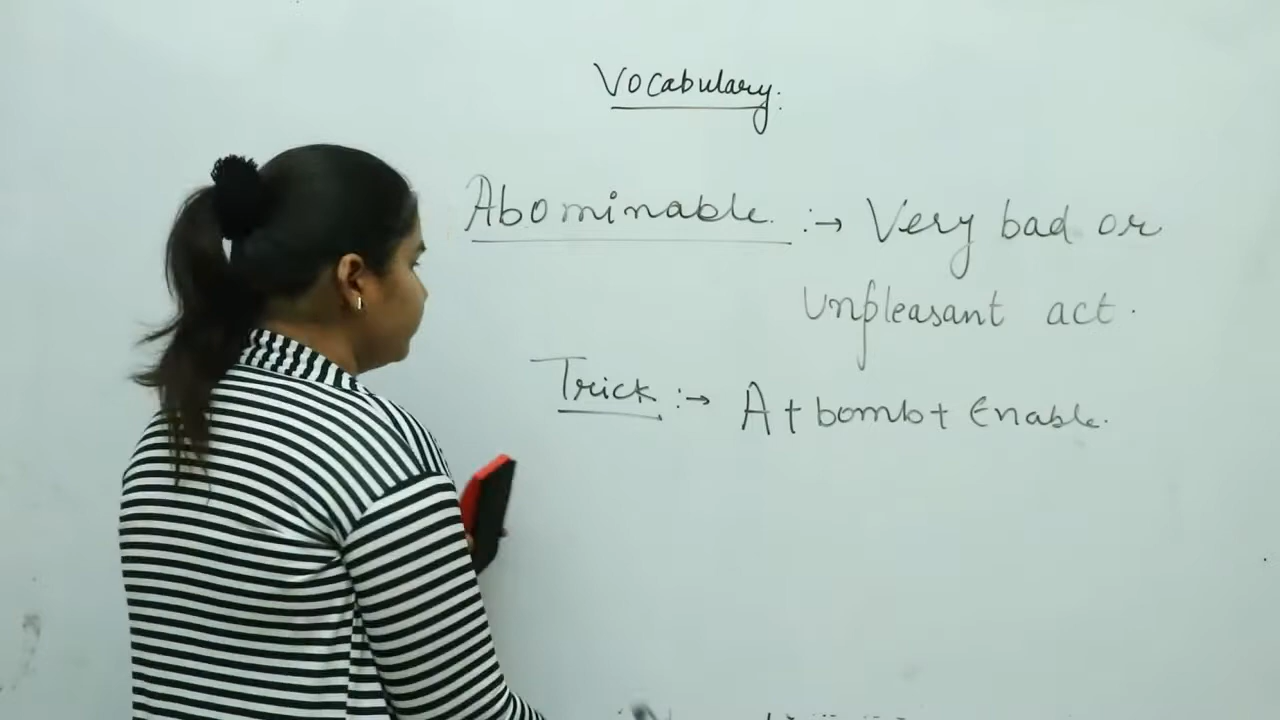 Vocabulary.
Abominable. :→ Very bad or
Unpleasant act.
Trick :→ A + bomb + Enable.